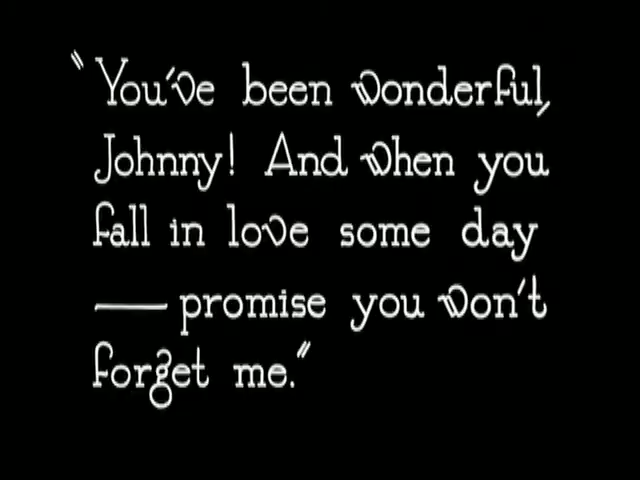 "You've been wonderful,
Johnny! And when you
fall in love some day
— promise you won't
forget me."